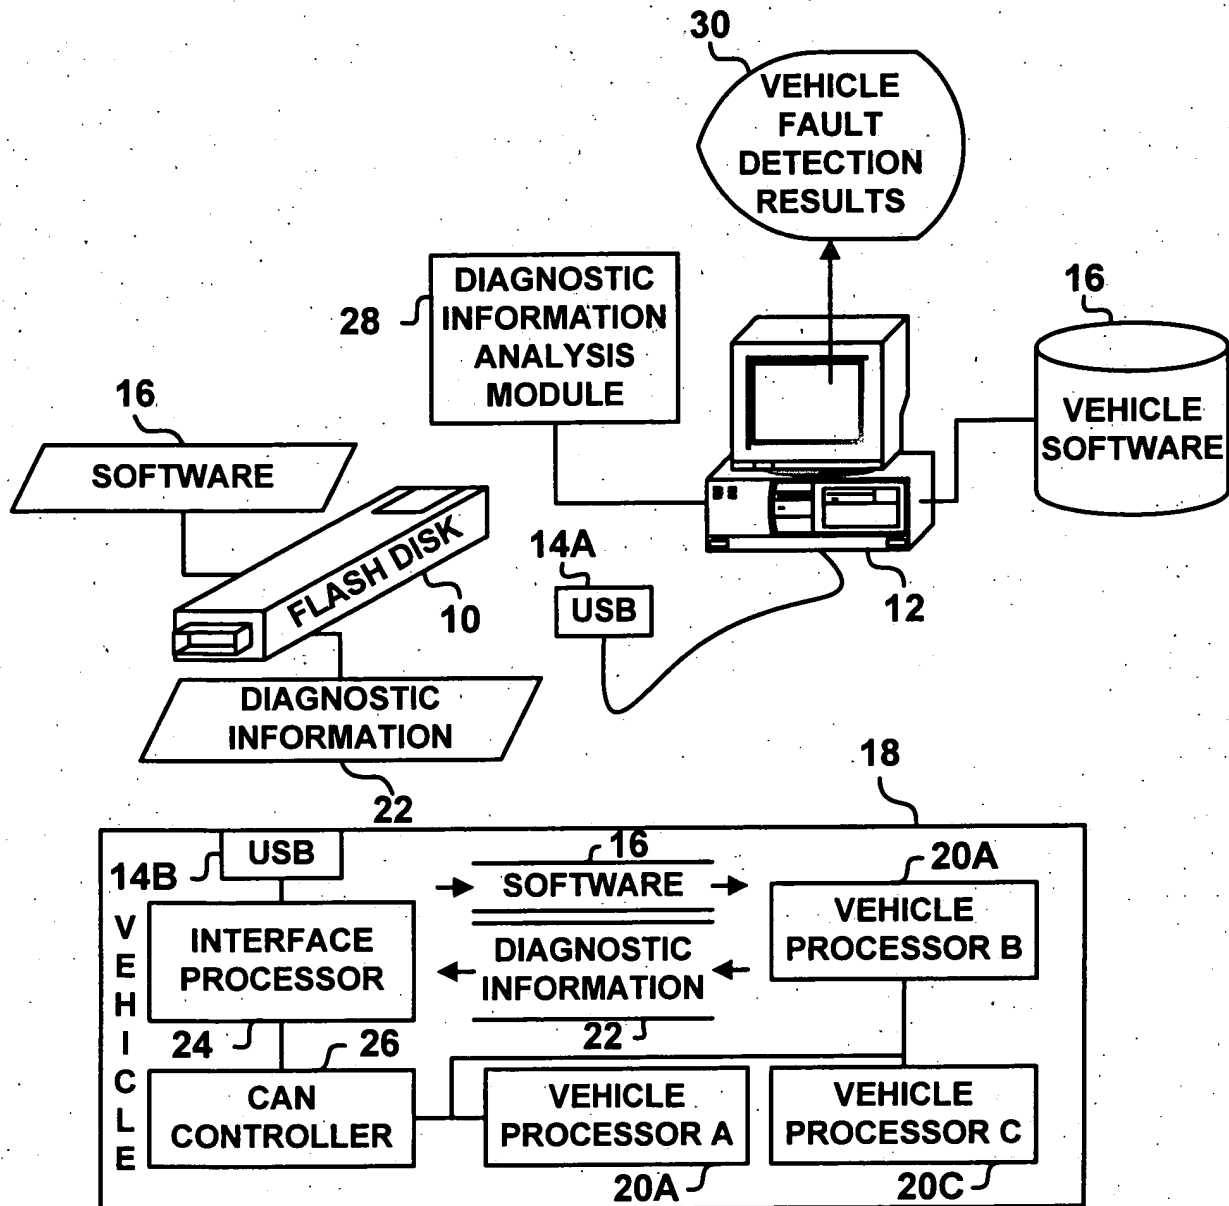 30
VEHICLE
FAULT
DETECTION
RESULTS
28
DIAGNOSTIC
INFORMATION
ANALYSIS
MODULE
16
VEHICLE
SOFTWARE
16
SOFTWARE
FLASH DISK
10
14A
USB
12
DIAGNOSTIC
INFORMATION
22
18
VEHICLE
14B
USB
16
SOFTWARE
20A
VEHICLE
PROCESSOR B
INTERFACE
PROCESSOR
DIAGNOSTIC
INFORMATION
24
26
22
CAN
CONTROLLER
VEHICLE
PROCESSOR A
VEHICLE
PROCESSOR C
20A
20C